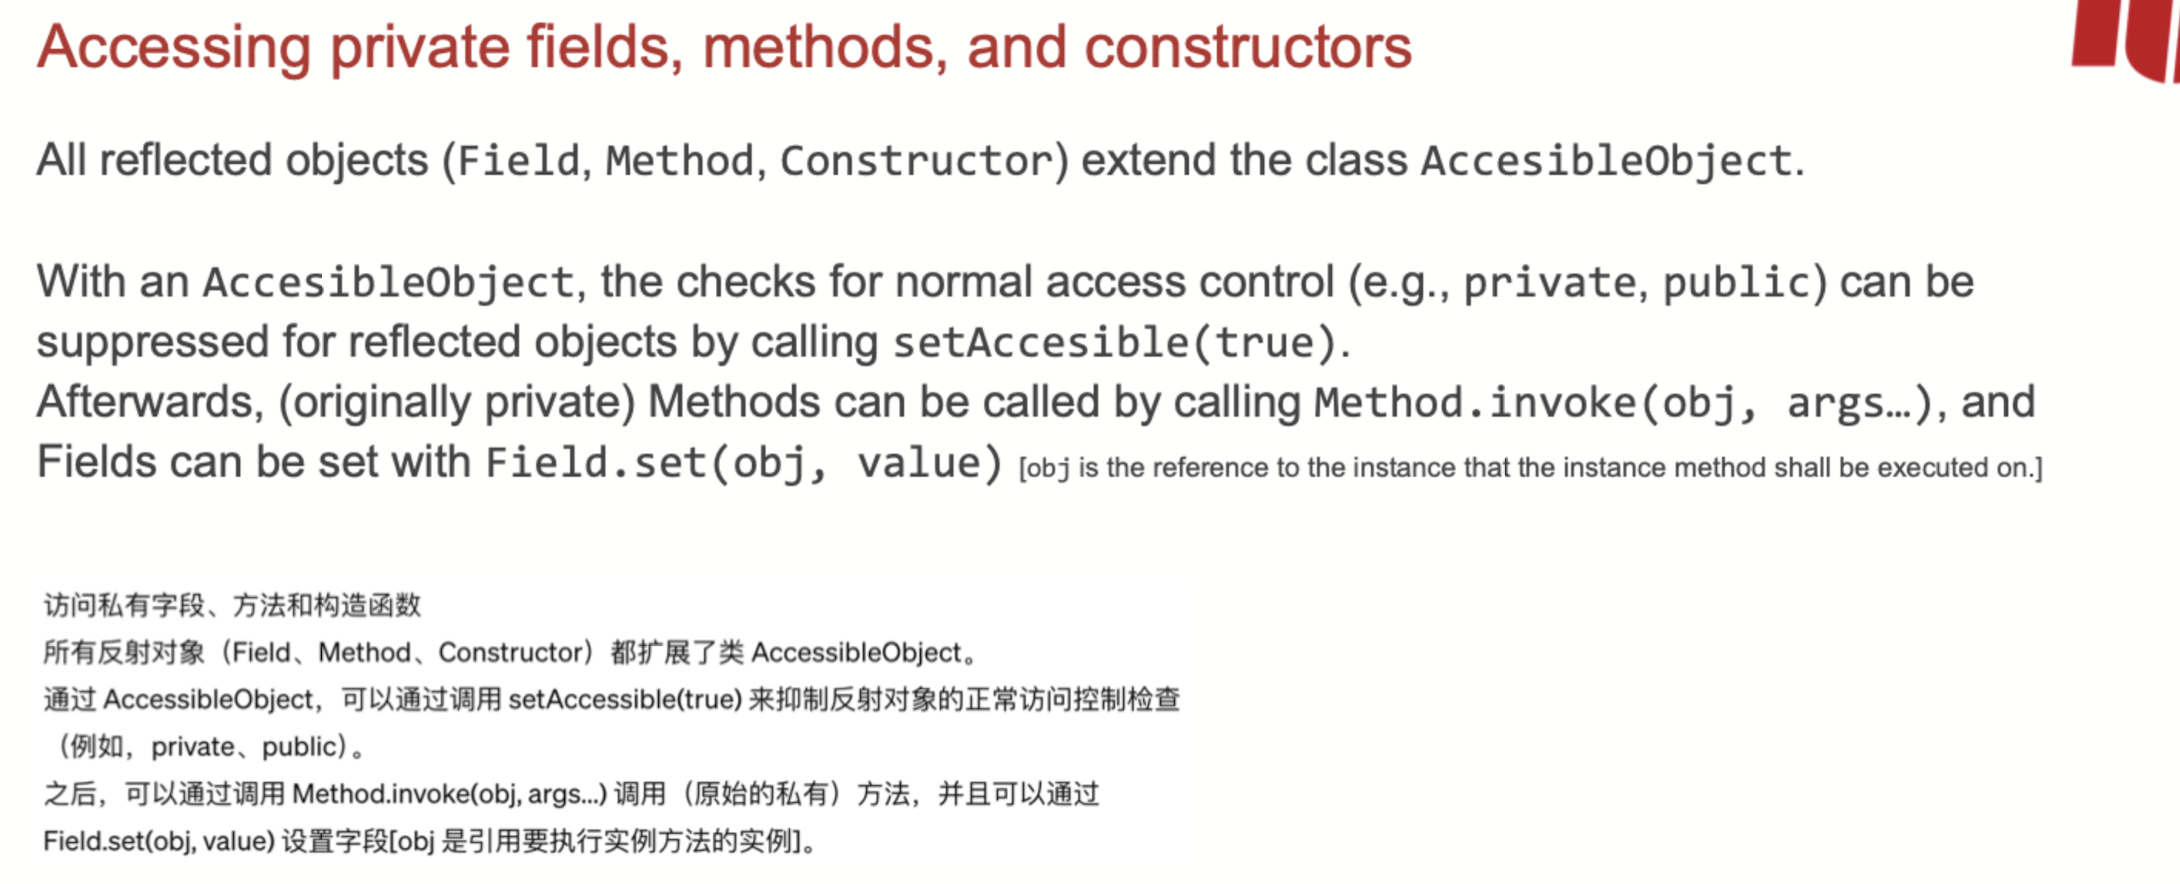 Accessing private fields, methods, and constructors
All reflected objects (Field, Method, Constructor) extend the class AccesibleObject.
With an AccesibleObject, the checks for normal access control (e.g., private, public) can be
suppressed for reflected objects by calling setAccesible(true).
Afterwards, (originally private) Methods can be called by calling Method.invoke(obj, args…), and
Fields can be set with Field.set(obj, value) [obj is the reference to the instance that the instance method shall be executed on.]
访问私有字段、方法和构造函数
所有反射对象（Field、Method、Constructor）都扩展了类 AccessibleObject。
通过 AccessibleObject，可以通过调用 setAccessible(true) 来抑制反射对象的正常访问控制检查
（例如，private、public）。
之后，可以通过调用 Method.invoke(obj, args...) 调用（原始的私有）方法，并且可以通过
Field.set(obj, value) 设置字段[obj 是引用要执行实例方法的实例]。